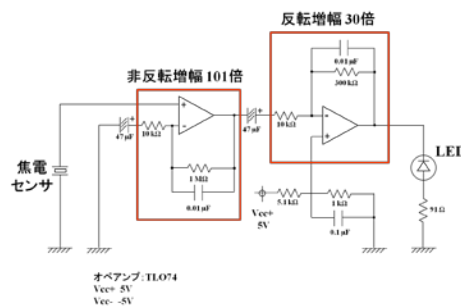 反転増幅 30倍
非反転増幅 101倍
0.01 μF
300 kΩ
47 μF
10 kΩ
47 μF
10 kΩ
1 MΩ
0.01 μF
焦電
センサ
LED
91 Ω
Vcc+
5V
5.1 kΩ
1 kΩ
0.1 μF
オペアンプ:TLO74
Vcc+ 5V
Vcc- -5V